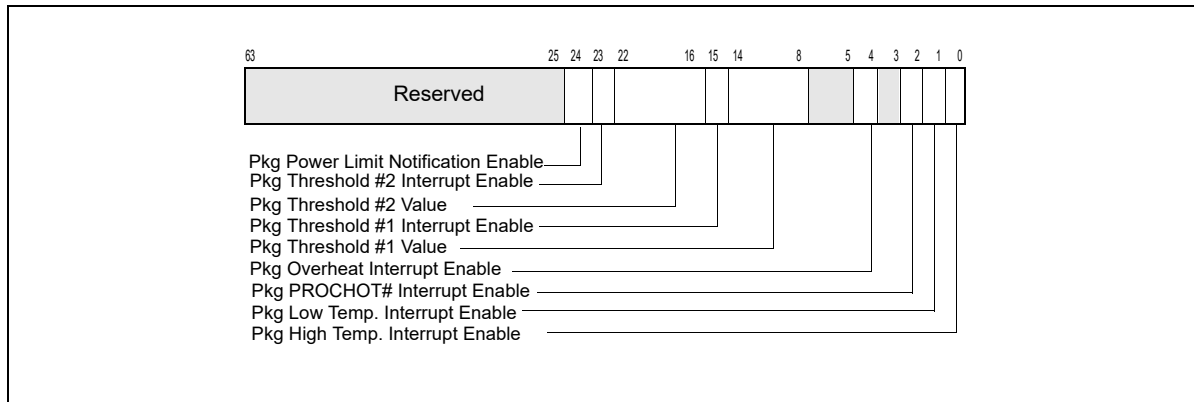 63 25 24 23 22 16 15 14 8 5 4 3 2 1 0
Reserved
Pkg Power Limit Notification Enable
Pkg Threshold #2 Interrupt Enable
Pkg Threshold #2 Value
Pkg Threshold #1 Interrupt Enable
Pkg Threshold #1 Value
Pkg Overheat Interrupt Enable
Pkg PROCHOT# Interrupt Enable
Pkg Low Temp. Interrupt Enable
Pkg High Temp. Interrupt Enable